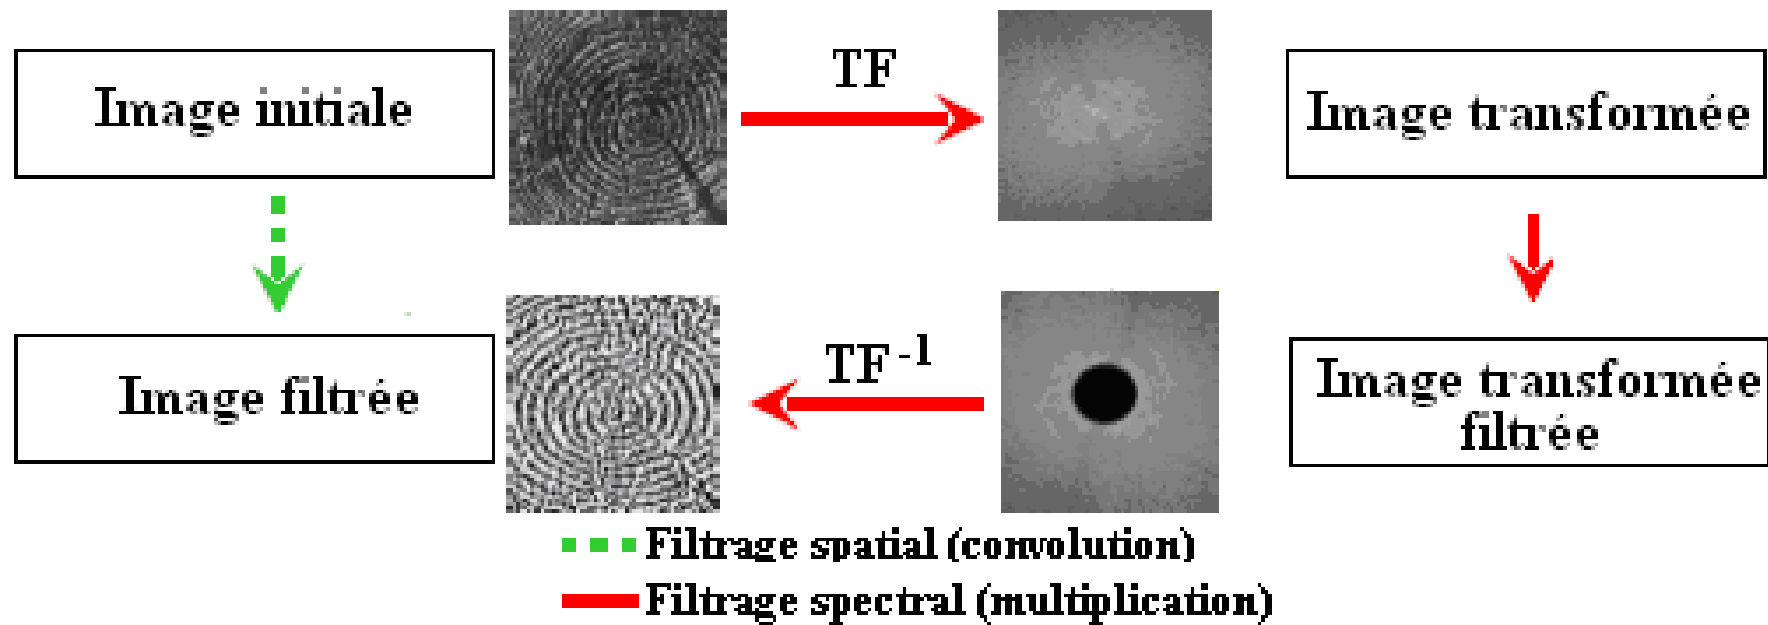 TF
Image initiale
Image transformée
TF-1
Image filtrée
Image transformée
filtrée
Filtrage spatial (convolution)
Filtrage spectral (multiplication)